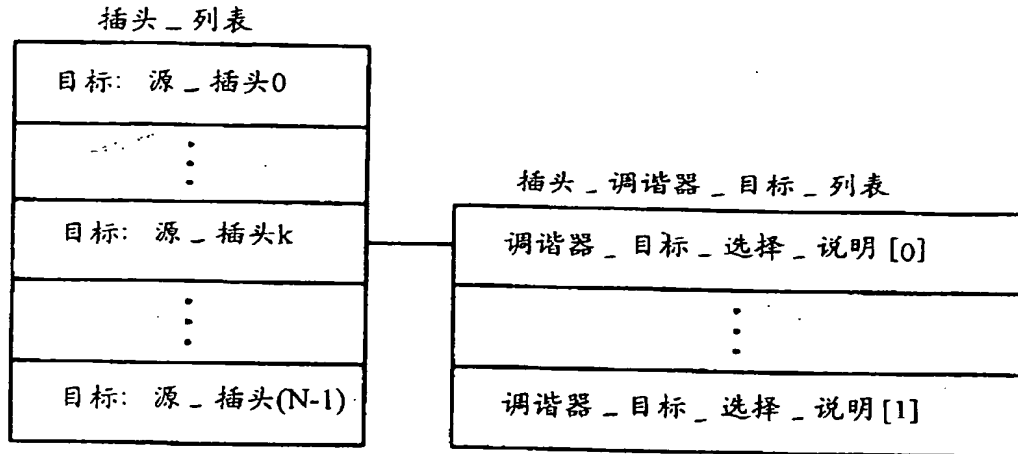 插头_列表
目标: 源_插头0
目标: 源_插头k
目标: 源_插头(N-1)
插头_调谐器_目标_列表
调谐器_目标_选择_说明[0]
调谐器_目标_选择_说明[1]